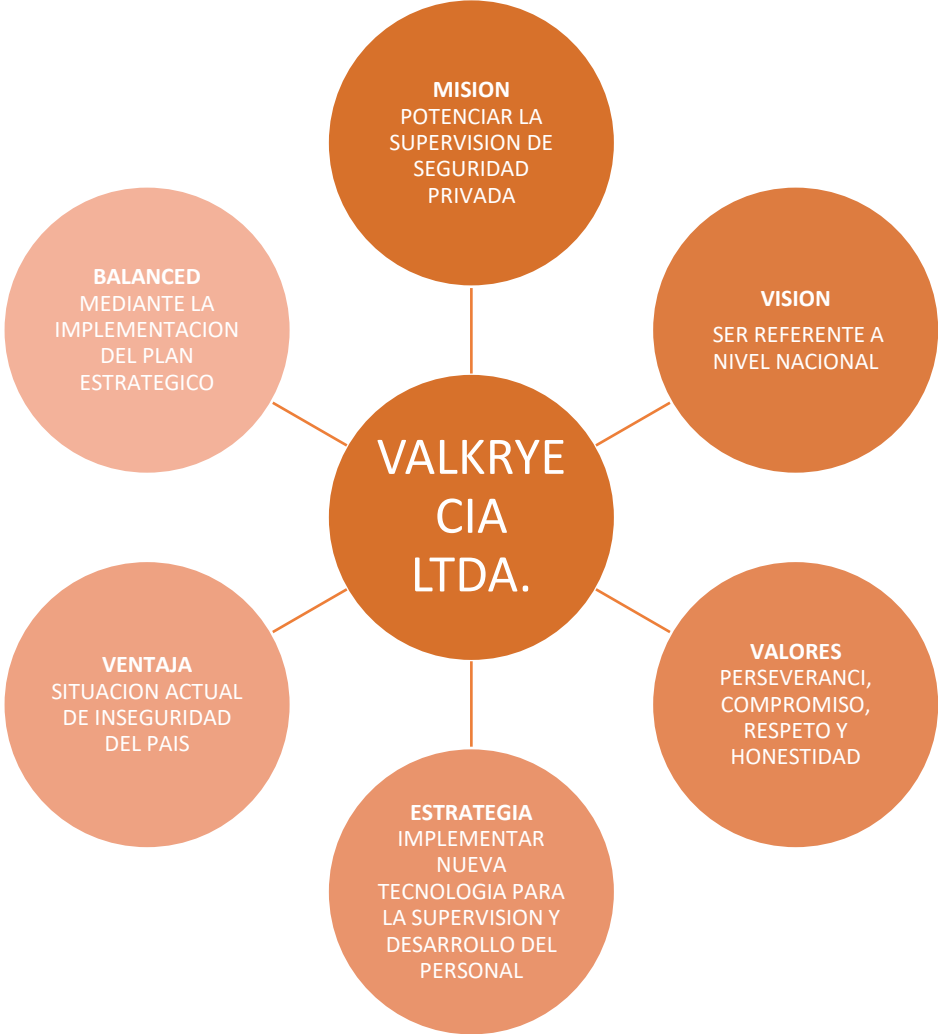 MISION
POTENCIAR LA
SUPERVISION DE
SEGURIDAD
PRIVADA
BALANCED
MEDIANTE LA
IMPLEMENTACION
DEL PLAN
ESTRATEGICO
VISION
SER REFERENTE A
NIVEL NACIONAL
VALKRYE
CIA
LTDA.
VENTAJA
SITUACION ACTUAL
DE INSEGURIDAD
DEL PAIS
VALORES
PERSEVERANCI,
COMPROMISO,
RESPETO Y
HONESTIDAD
ESTRATEGIA
IMPLEMENTAR
NUEVA
TECNOLOGIA PARA
LA SUPERVISION Y
DESARROLLO DEL
PERSONAL